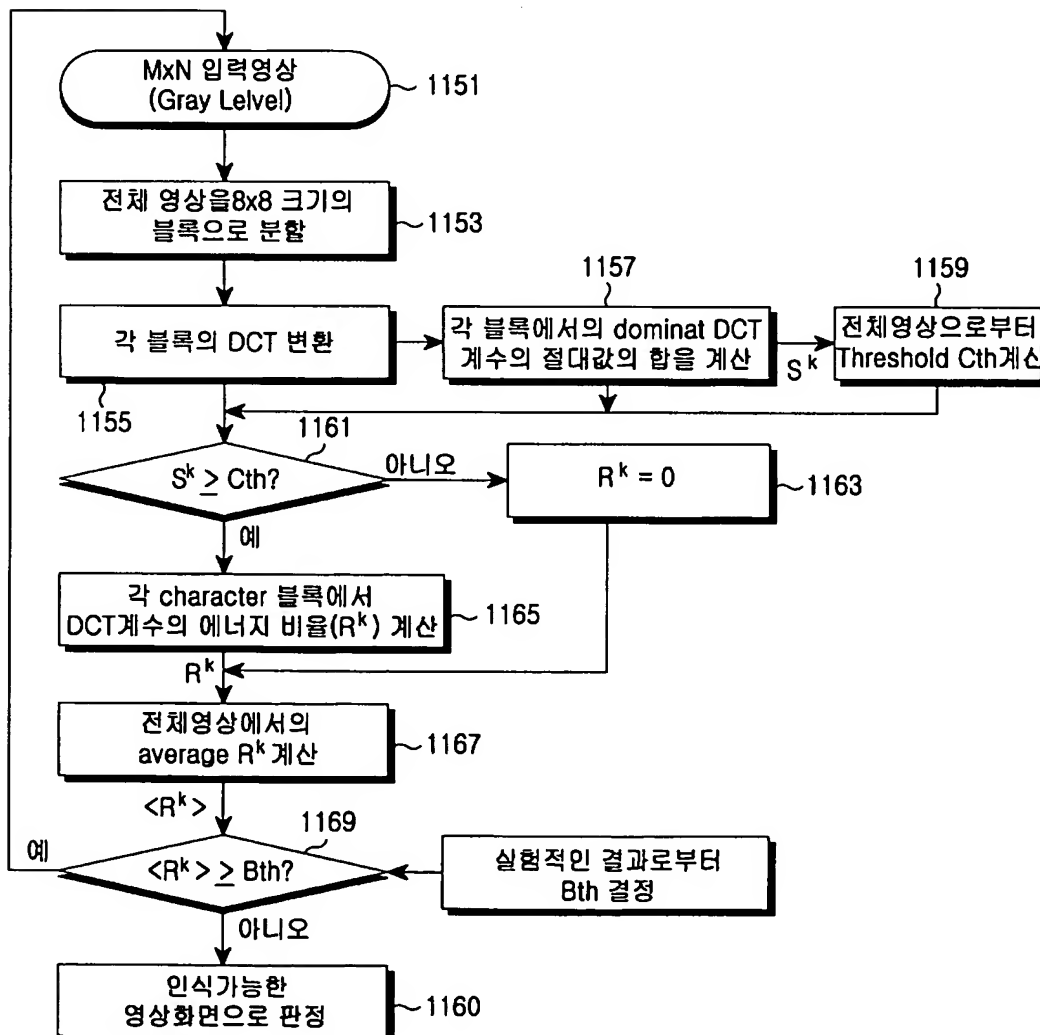 MxN 입력영상
(Gray Lelvel)
1151
전체 영상을8x8 크기의
블록으로 분할
1153
각 블록의 DCT 변환
1155
1157
각 블록에서의 dominat DCT
계수의 절대값의 합을 계산
S^k
1159
전체영상으로부터
Threshold Cth계산
1161
S^k ≥ Cth?
아니오
R^k = 0
1163
예
각 character 블록에서
DCT계수의 에너지 비율(R^k) 계산
1165
R^k
전체영상에서의
average R^k 계산
1167
<R^k>
1169
예
<R^k> ≥ Bth?
실험적인 결과로부터
Bth 결정
아니오
인식가능한
영상화면으로 판정
1160